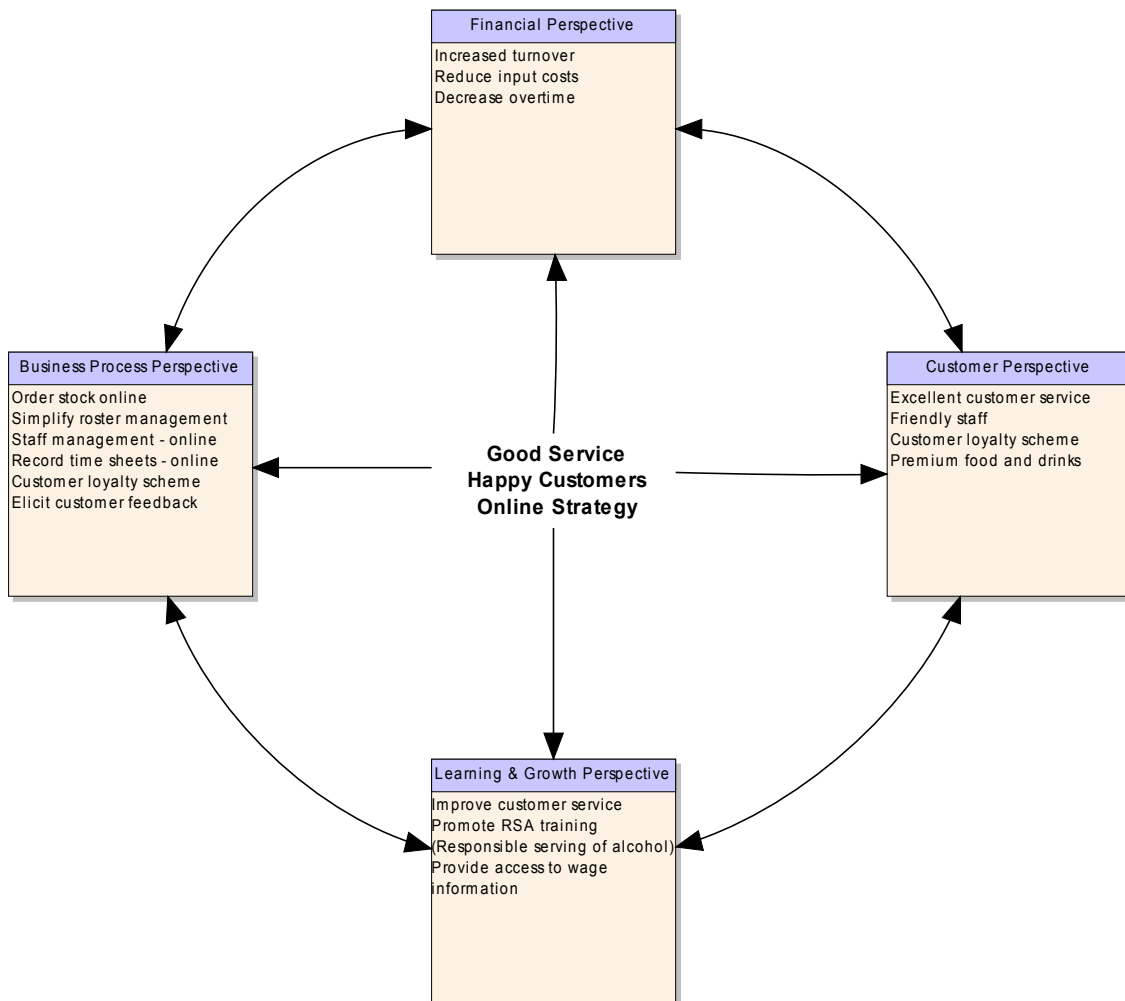 Financial Perspective
Increased turnover
Reduce input costs
Decrease overtime
Business Process Perspective
Order stock online
Simplify roster management
Staff management - online
Record time sheets - online
Customer loyalty scheme
Elicit customer feedback
Good Service
Happy Customers
Online Strategy
Customer Perspective
Excellent customer service
Friendly staff
Customer loyalty scheme
Premium food and drinks
Learning & Growth Perspective
Improve customer service
Promote RSA training
(Responsible serving of alcohol)
Provide access to wage
information